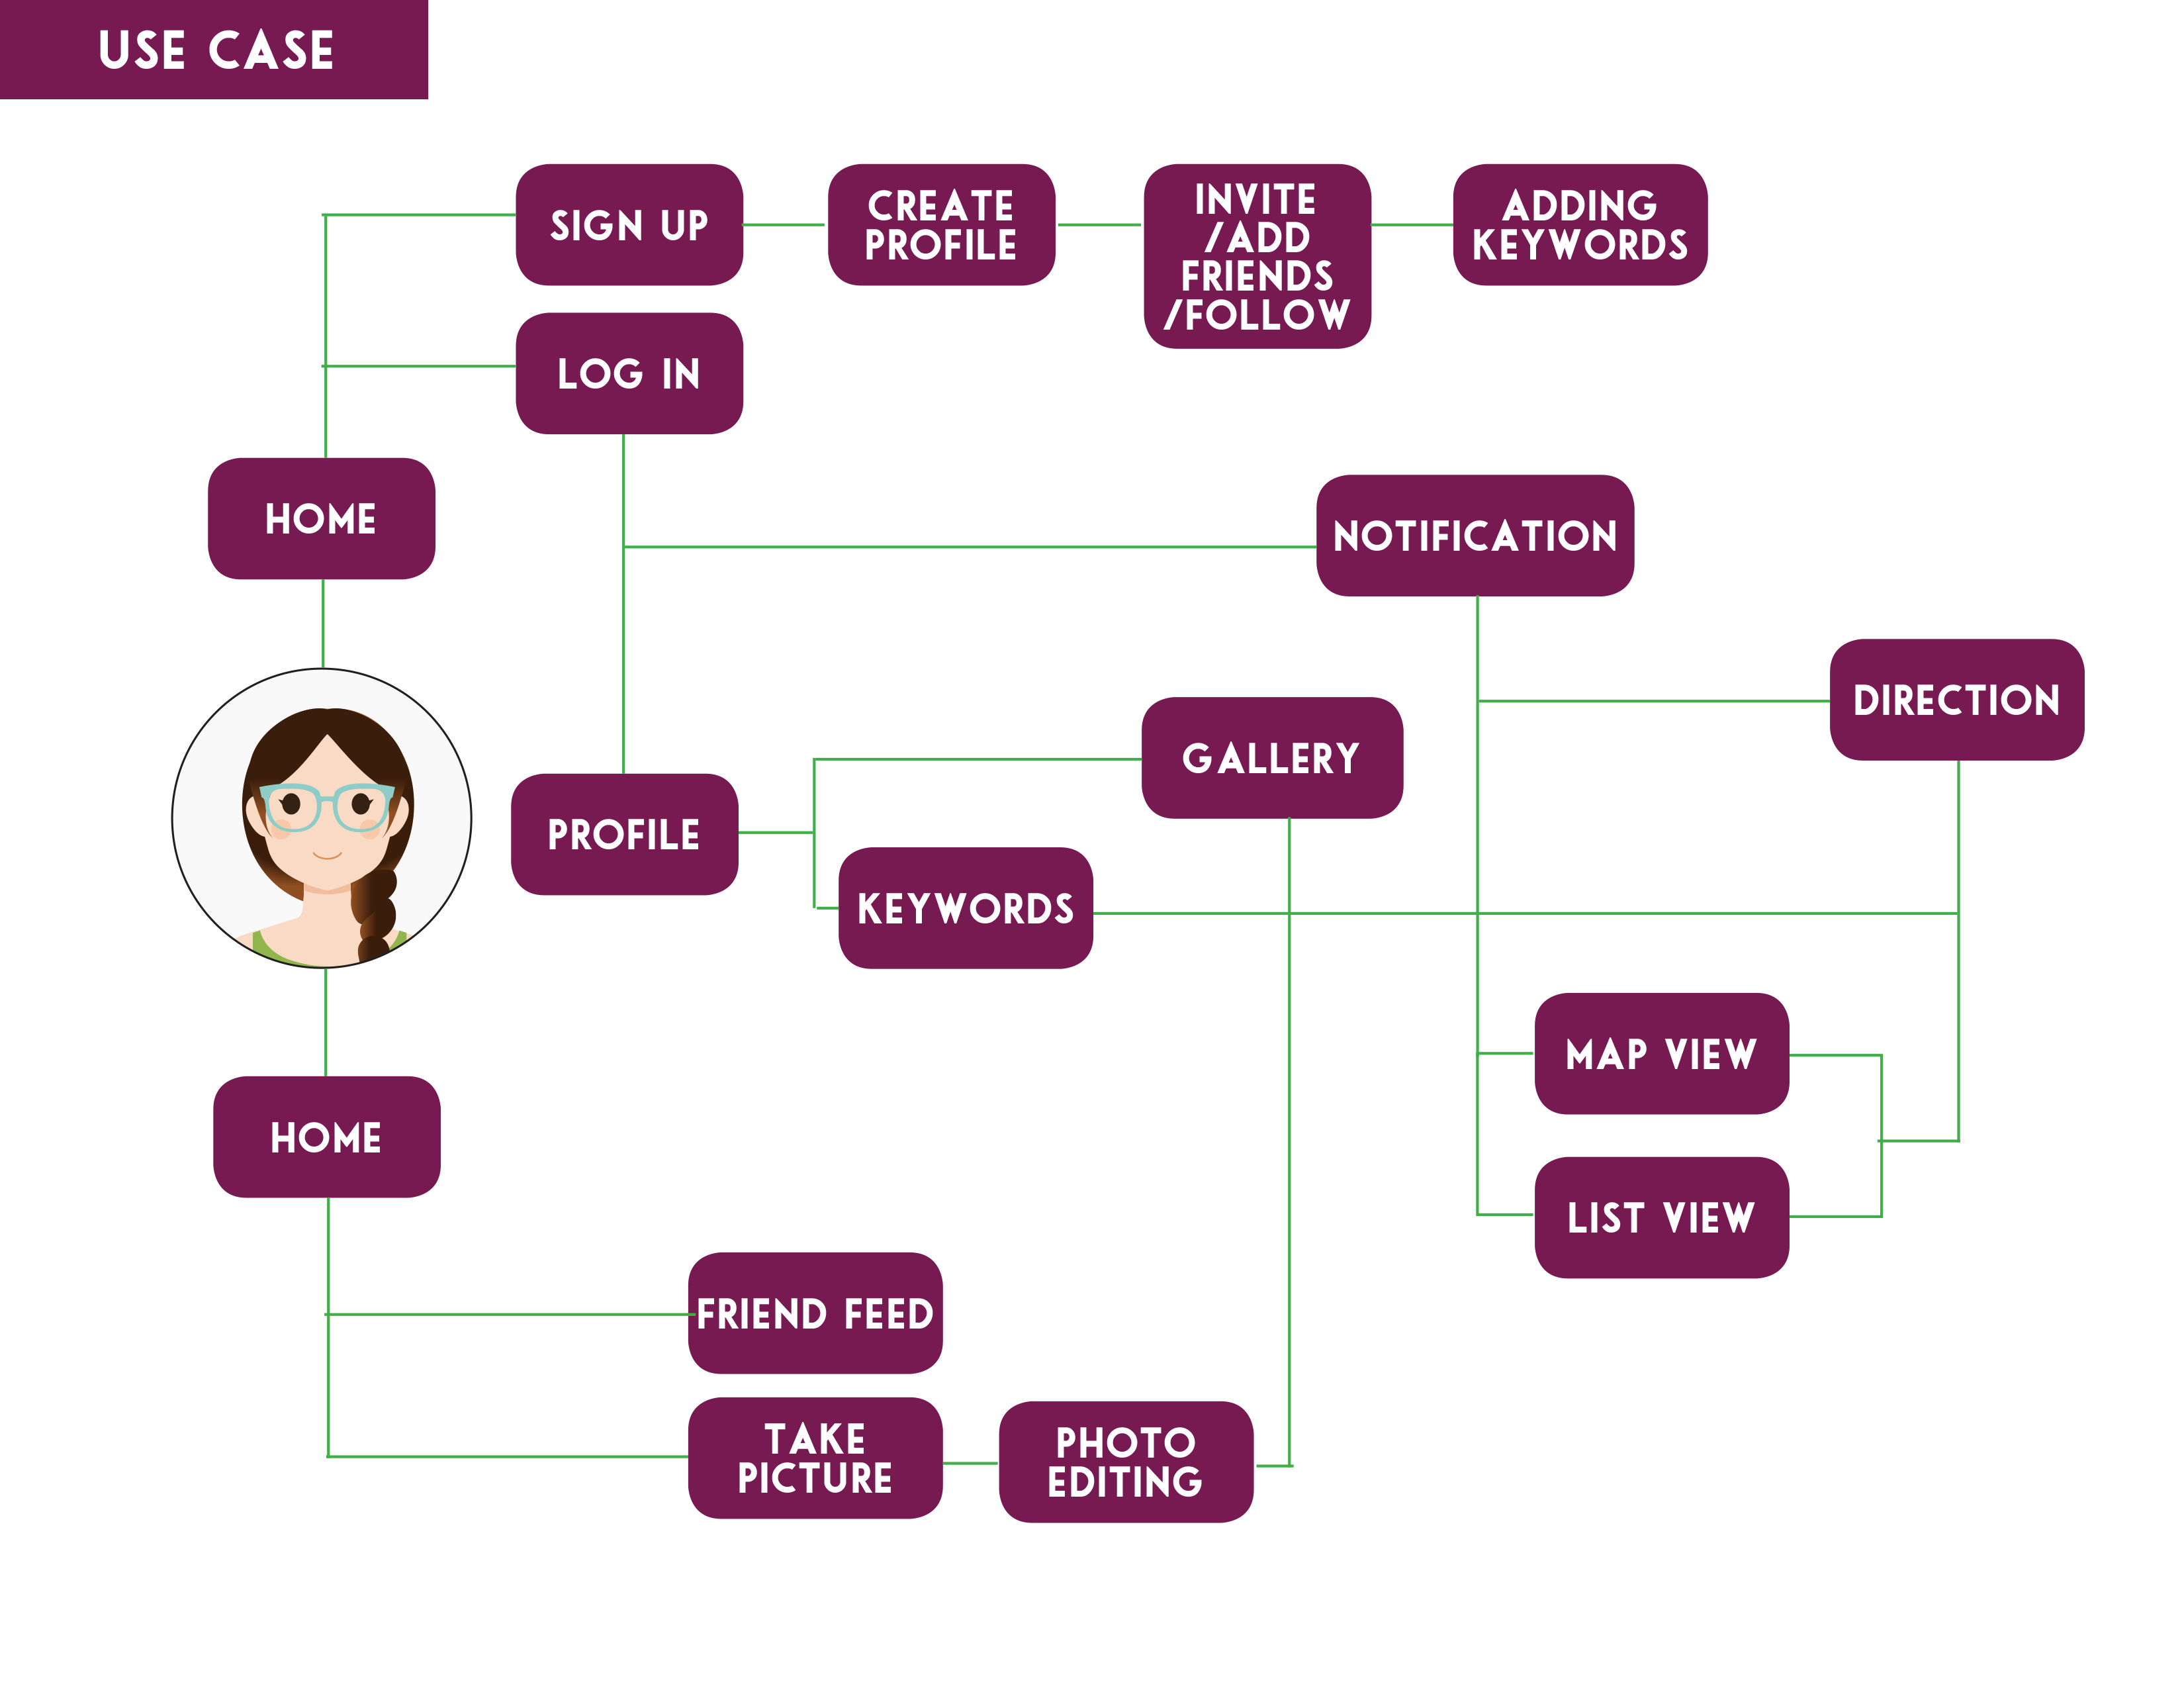 USE CASE
SIGN UP
CREATE
PROFILE
INVITE
/ADD
FRIENDS
/FOLLOW
ADDING
KEYWORDS
LOG IN
HOME
NOTIFICATION
DIRECTION
GALLERY
PROFILE
KEYWORDS
MAP VIEW
HOME
LIST VIEW
FRIEND FEED
TAKE
PICTURE
PHOTO
EDITING